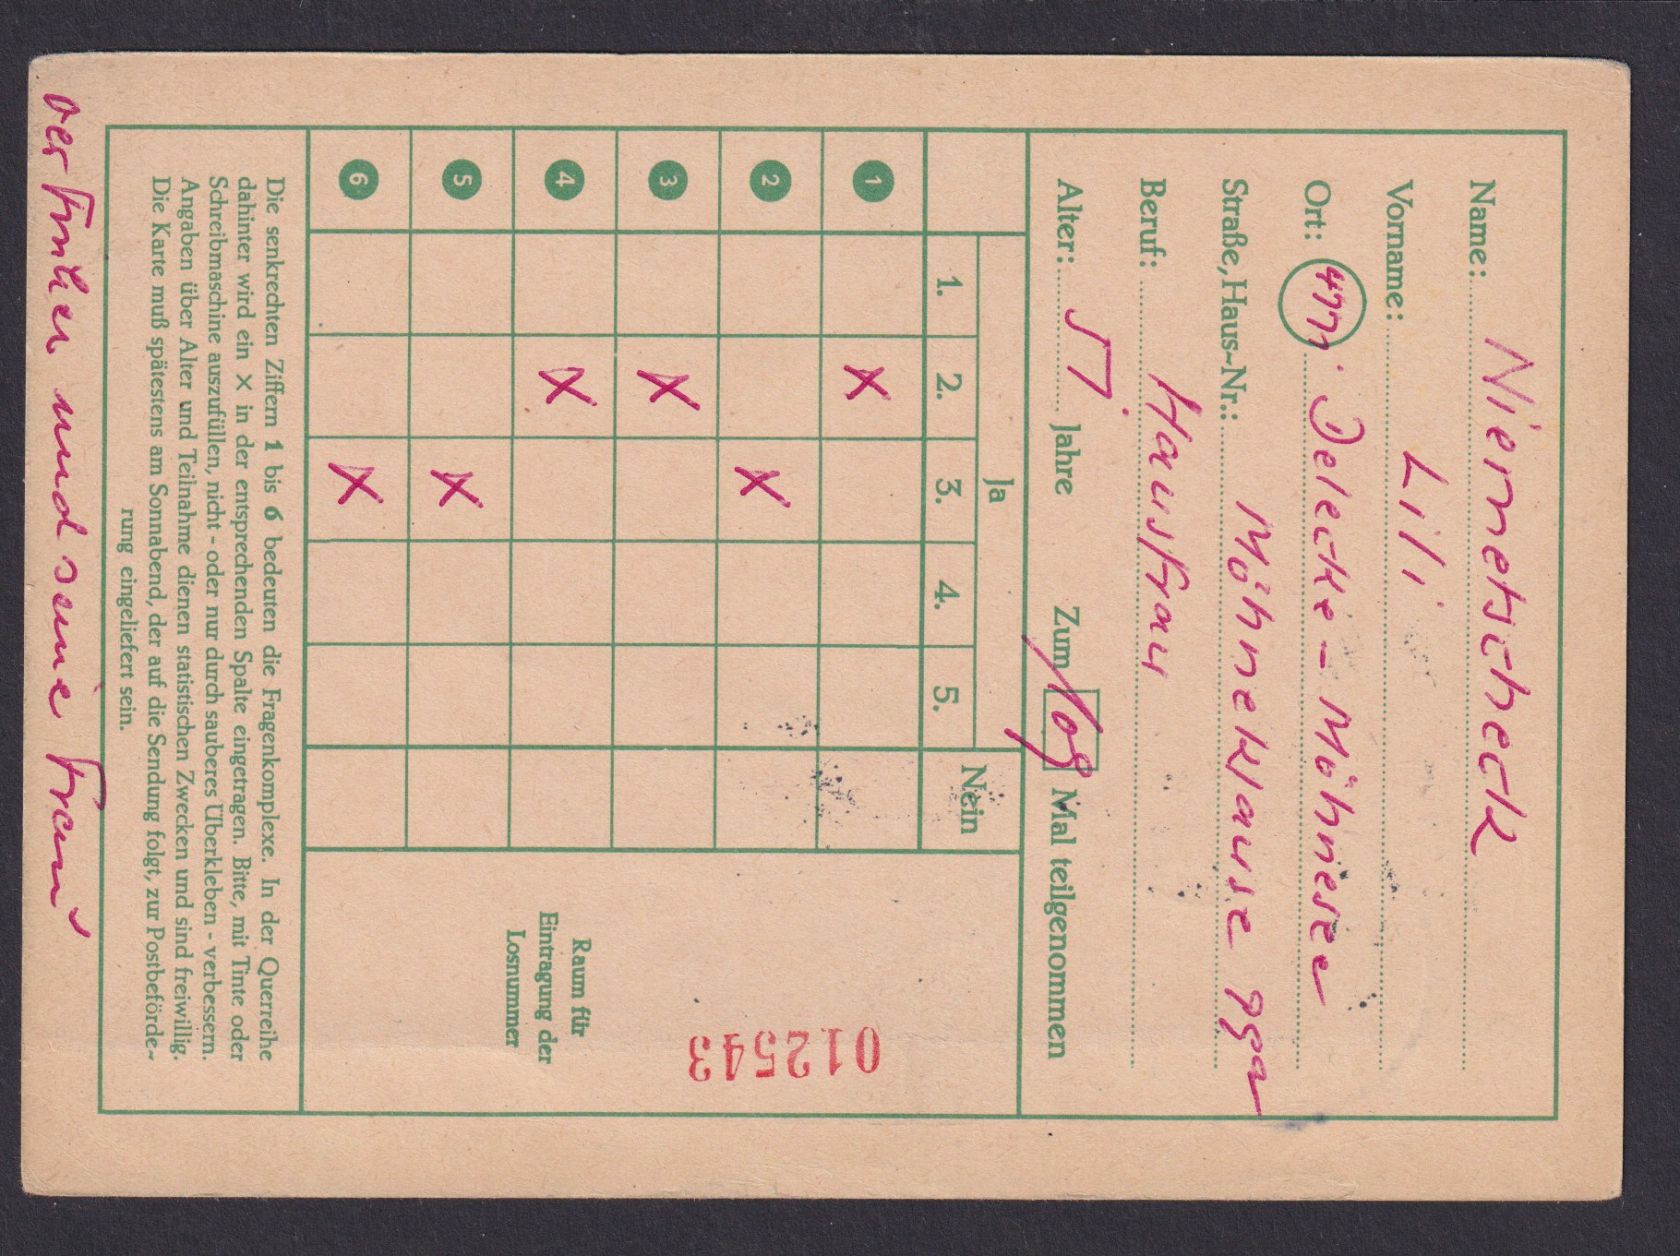 Name: Niemetscheck
Vorname: Lili
Ort: 4771 Delecke - Möhnesee
Straße, Haus-Nr.: Möhneklause
Beruf: Hausfrau
Alter: 57 Jahre Zum Mal teilgenommen
Ja
Nein
1. 2. 3. 4. 5.
1 X
2 X
3 X
4 X
5 X
6 X
012543
Raum für
Eintragung der
Losnummer
Die senkrechten Ziffern 1 bis 6 bedeuten die Fragenkomplexe. In der Querreihe
dahinter wird ein X in der entsprechenden Spalte eingetragen. Bitte, mit Tinte oder
Schreibmaschine auszufüllen, nicht - oder nur durch sauberes Überkleben - verbessern.
Angaben über Alter und Teilnahme dienen statistischen Zwecken und sind freiwillig.
Die Karte muß spätestens am Sonnabend, der auf die Sendung folgt, zur Postbeförde-
rung eingeliefert sein.
der und seine Frau